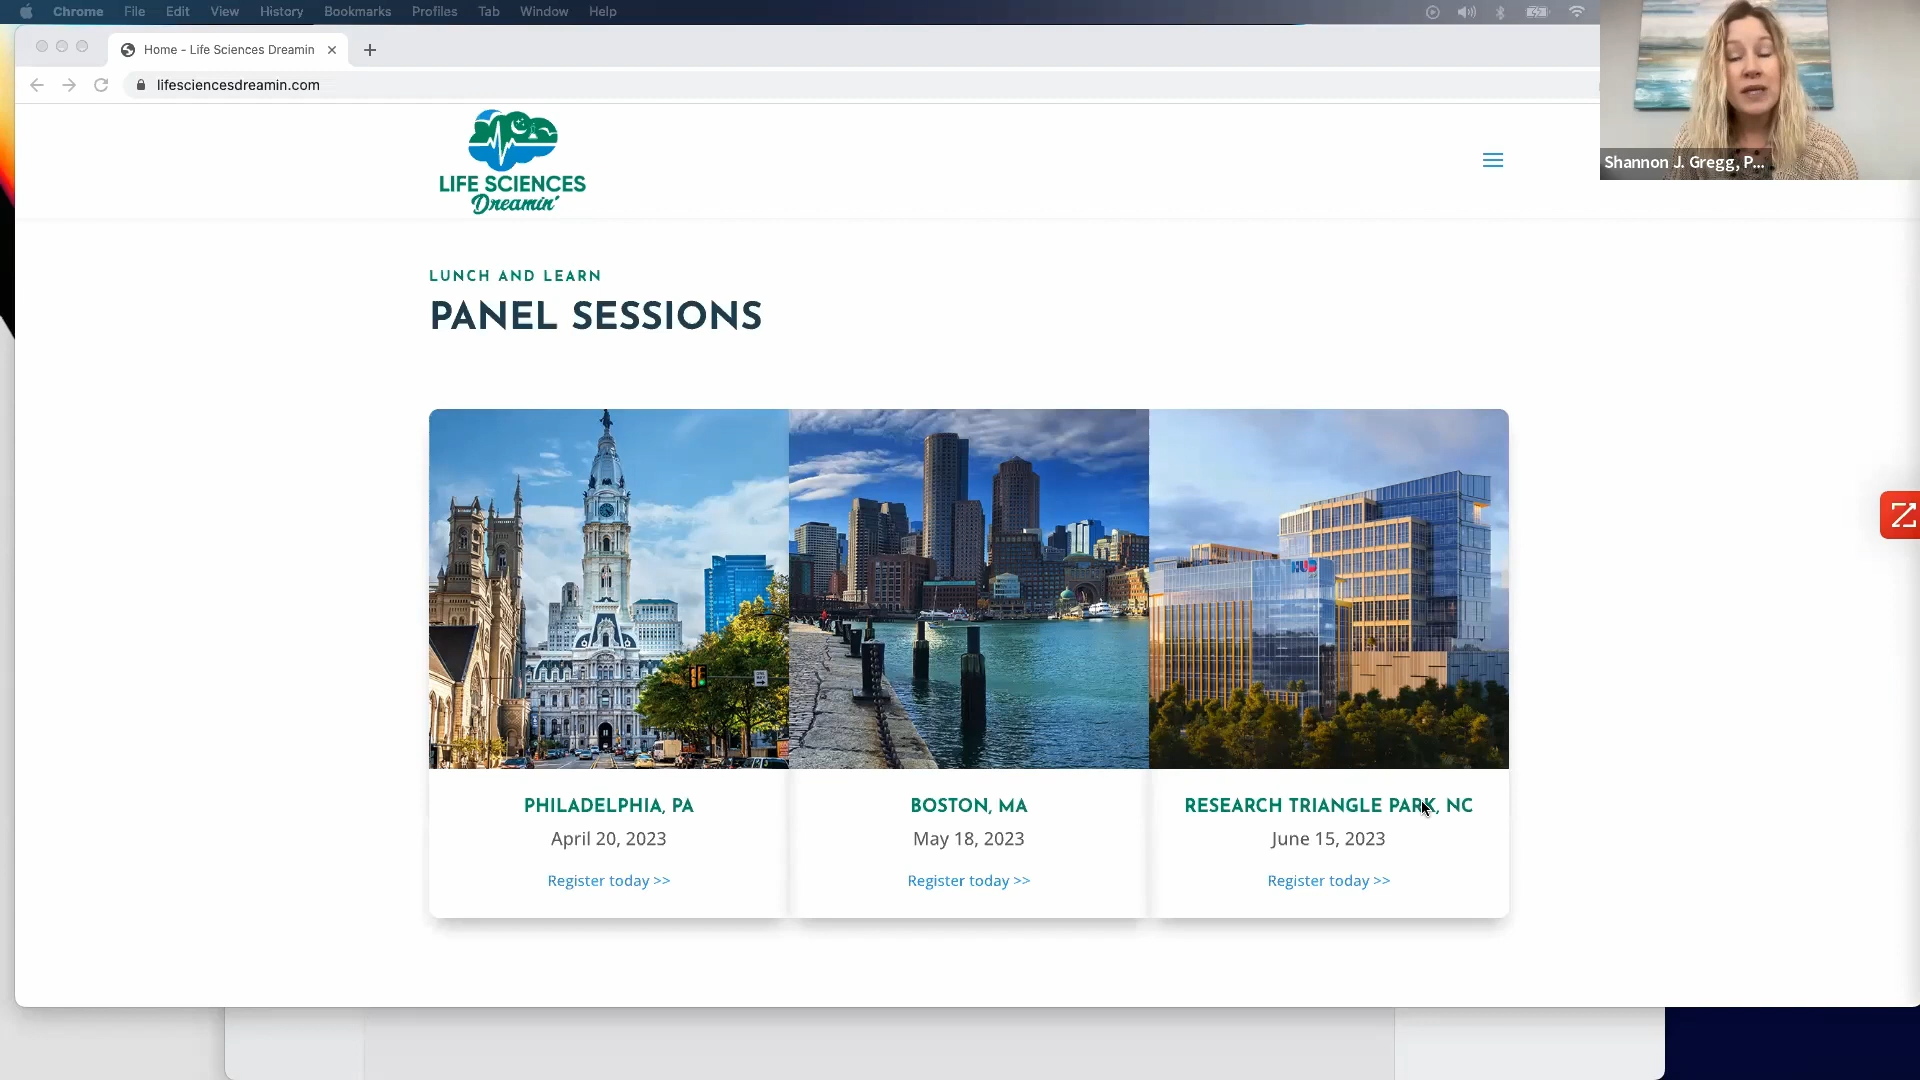 Chrome File Edit View History Bookmarks Profiles Tab Window Help
Home - Life Sciences Dreamin
lifesciencesdreamin.com
Shannon J. Gregg, P...
LIFE SCIENCES
Dreamin'
LUNCH AND LEARN
PANEL SESSIONS
HUB
PHILADELPHIA, PA
April 20, 2023
Register today >>
BOSTON, MA
May 18, 2023
Register today >>
RESEARCH TRIANGLE PARK, NC
June 15, 2023
Register today >>